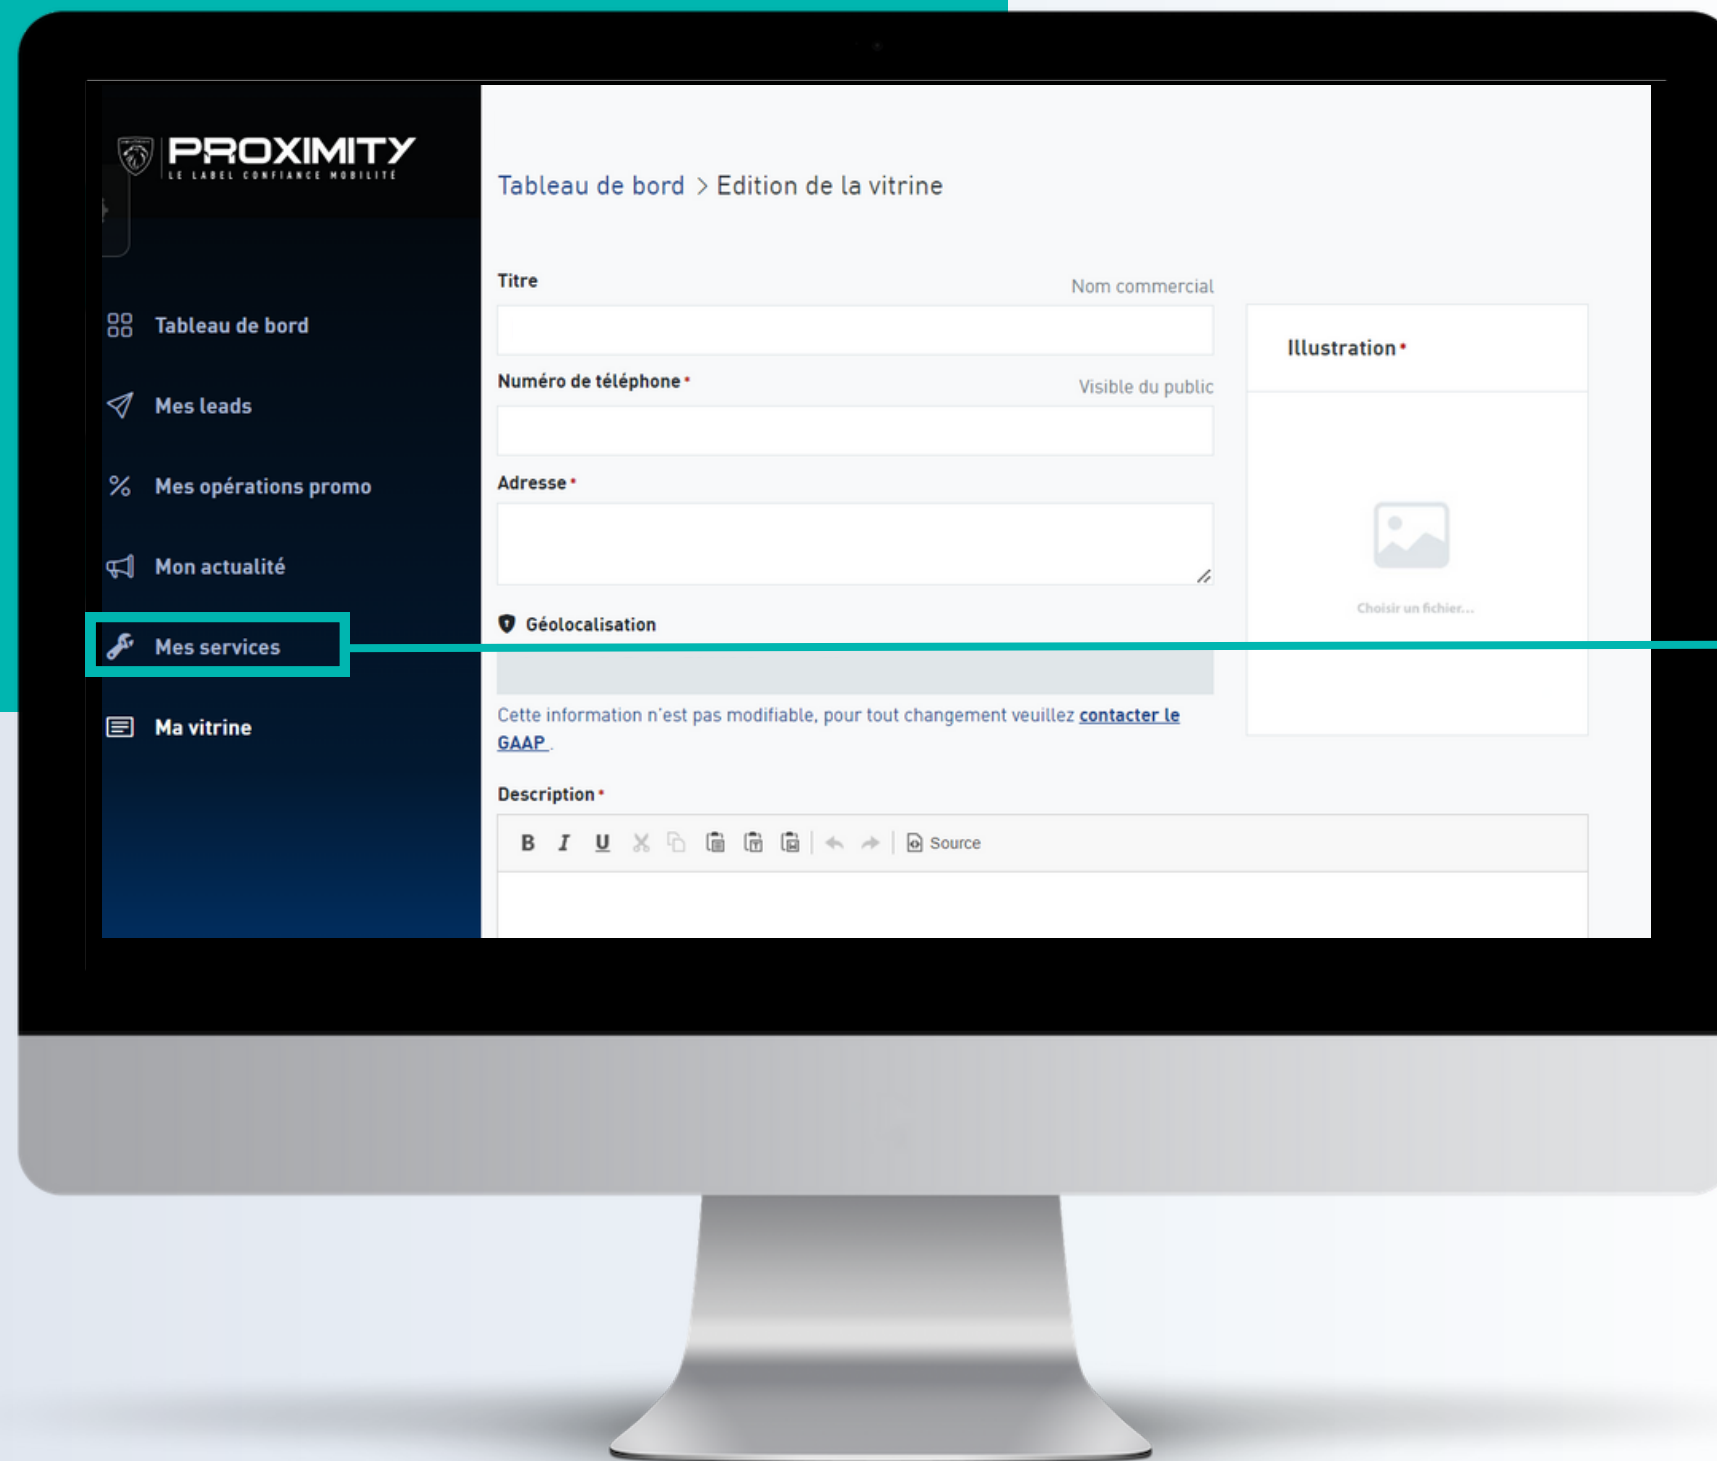 PROXIMITY
LE LABEL CONFIANCE MOBILITÉ
Tableau de bord
Mes leads
Mes opérations promo
Mon actualité
Mes services
Ma vitrine
Tableau de bord > Edition de la vitrine
Titre
Nom commercial
Numéro de téléphone •
Visible du public
Adresse •
Géolocalisation
Cette information n'est pas modifiable, pour tout changement veuillez contacter le
GAAP .
Description •
B I U Source
Illustration •
Choisir un fichier...